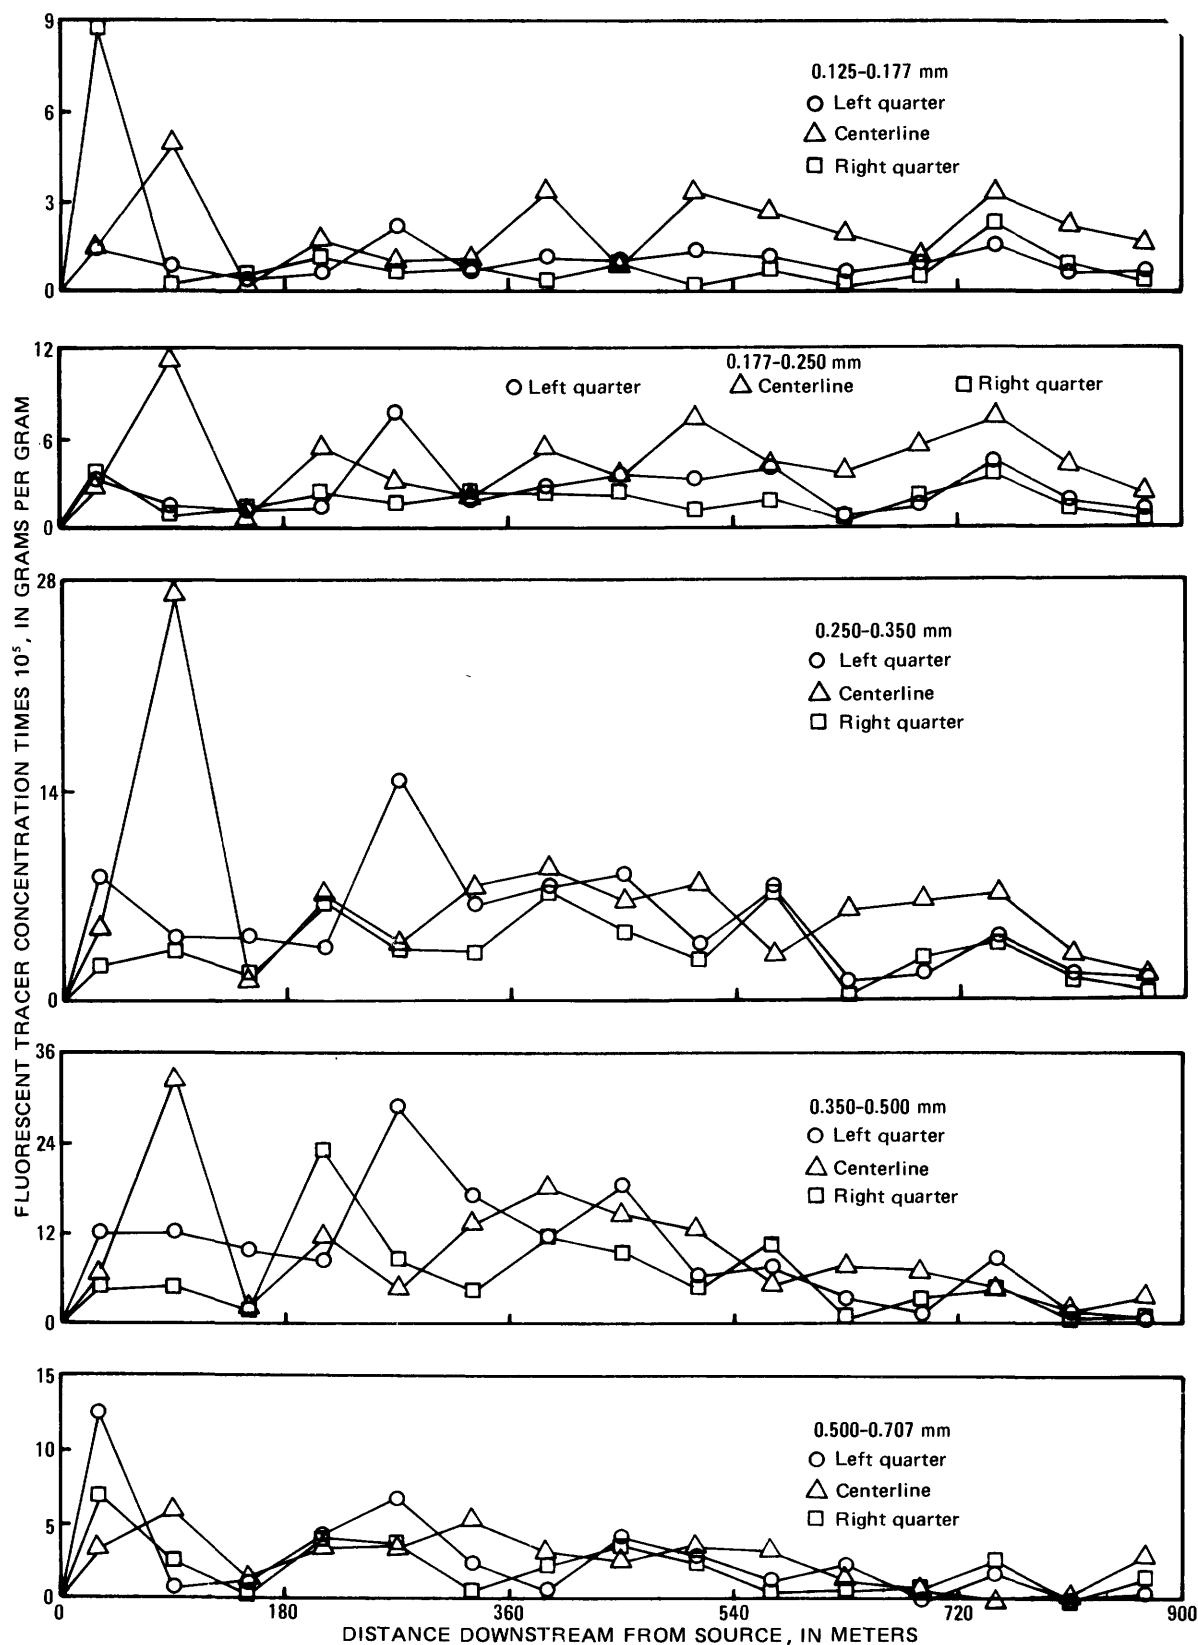 FLUORESCENT TRACER CONCENTRATION TIMES 10⁵, IN GRAMS PER GRAM
9
6
3
0
0.125-0.177 mm
Left quarter
Centerline
Right quarter
12
6
0
0.177-0.250 mm
Left quarter Centerline Right quarter
28
14
0
0.250-0.350 mm
Left quarter
Centerline
Right quarter
36
24
12
0
0.350-0.500 mm
Left quarter
Centerline
Right quarter
15
10
5
0
0.500-0.707 mm
Left quarter
Centerline
Right quarter
0 180 360 540 720 900
DISTANCE DOWNSTREAM FROM SOURCE, IN METERS